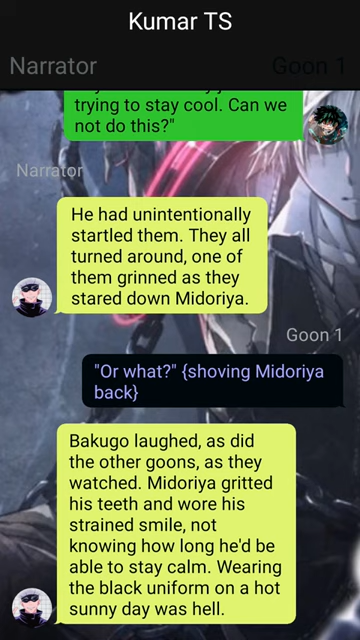 Kumar TS
Narrator
Goon 1
trying to stay cool. Can we
not do this?"
Narrator
He had unintentionally
startled them. They all
turned around, one of
them grinned as they
stared down Midoriya.
Goon 1
"Or what?" {shoving Midoriya
back}
Bakugo laughed, as did
the other goons, as they
watched. Midoriya gritted
his teeth and wore his
strained smile, not
knowing how long he'd be
able to stay calm. Wearing
the black uniform on a hot
sunny day was hell.